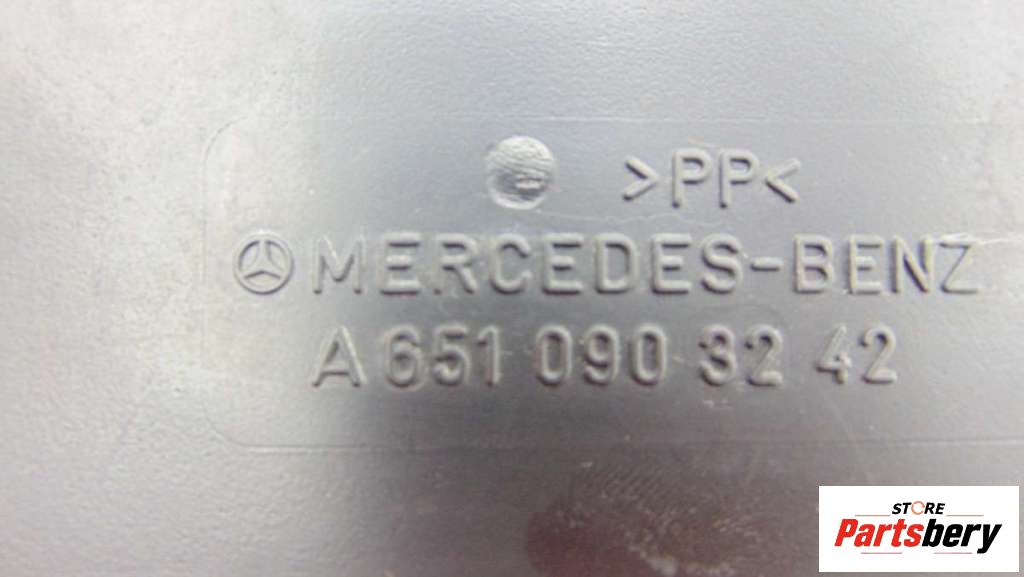 >PP<
MERCEDES-BENZ
A 651 090 32 42
STORE
Partsbery